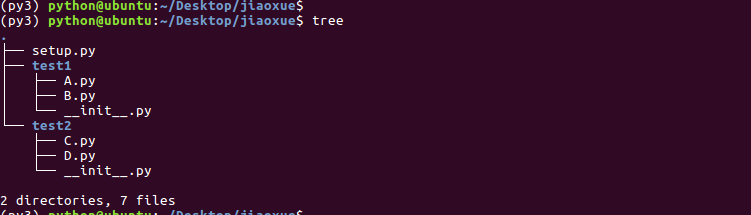 (py3) python@ubuntu:~/Desktop/jiaoxue$
(py3) python@ubuntu:~/Desktop/jiaoxue$ tree
.
├── setup.py
├── test1
│   ├── A.py
│   ├── B.py
│   └── __init__.py
└── test2
    ├── C.py
    ├── D.py
    └── __init__.py
2 directories, 7 files
(py3) python@ubuntu:~/Desktop/jiaoxue$